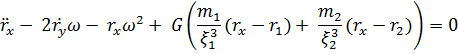 r̈ₓ − 2ṙᵧω − rₓω² + G(m₁/ξ₁³ (rₓ − r₁) + m₂/ξ₂³ (rₓ − r₂)) = 0